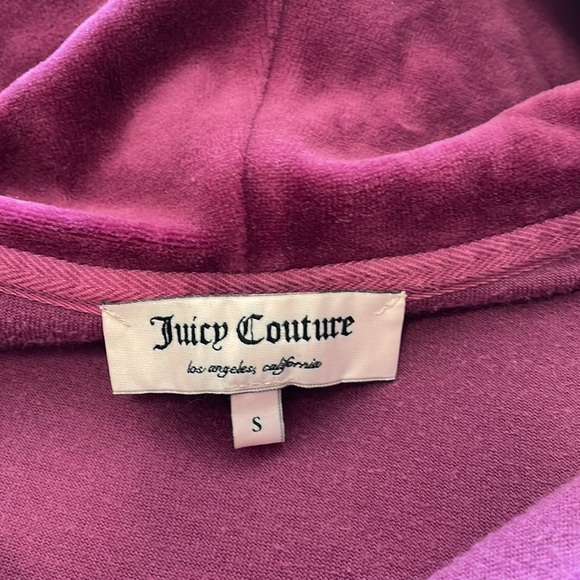 Juicy Couture
los angeles, california
S